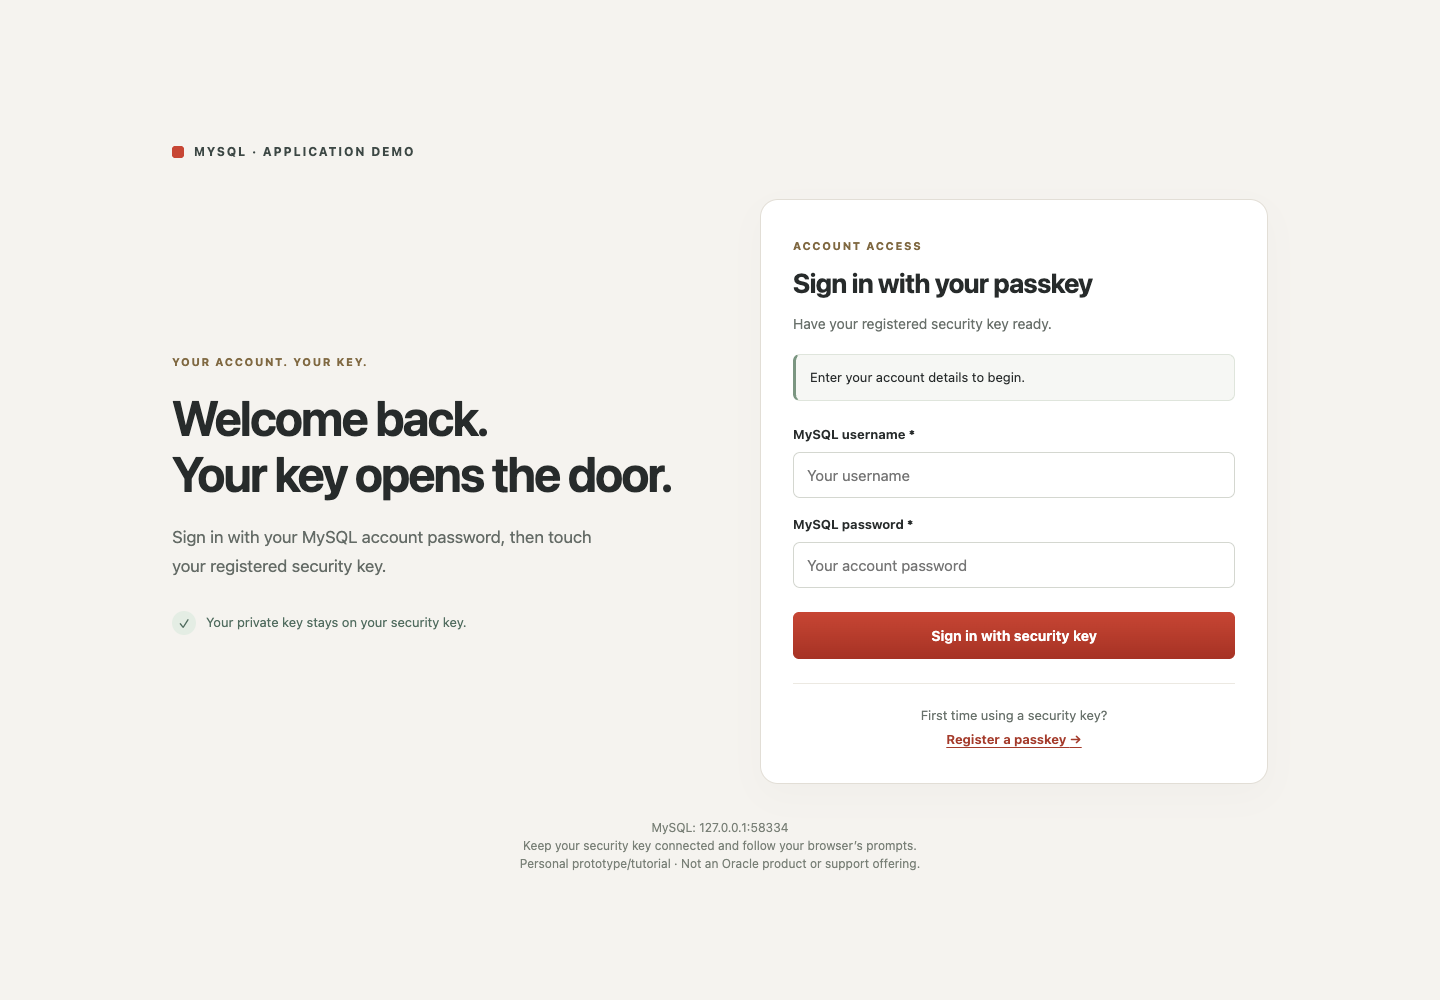 MYSQL · APPLICATION DEMO
YOUR ACCOUNT. YOUR KEY.
Welcome back.
Your key opens the door.
Sign in with your MySQL account password, then touch
your registered security key.
Your private key stays on your security key.
ACCOUNT ACCESS
Sign in with your passkey
Have your registered security key ready.
Enter your account details to begin.
MySQL username *
Your username
MySQL password *
Your account password
Sign in with security key
First time using a security key?
Register a passkey →
MySQL: 127.0.0.1:58334
Keep your security key connected and follow your browser’s prompts.
Personal prototype/tutorial · Not an Oracle product or support offering.